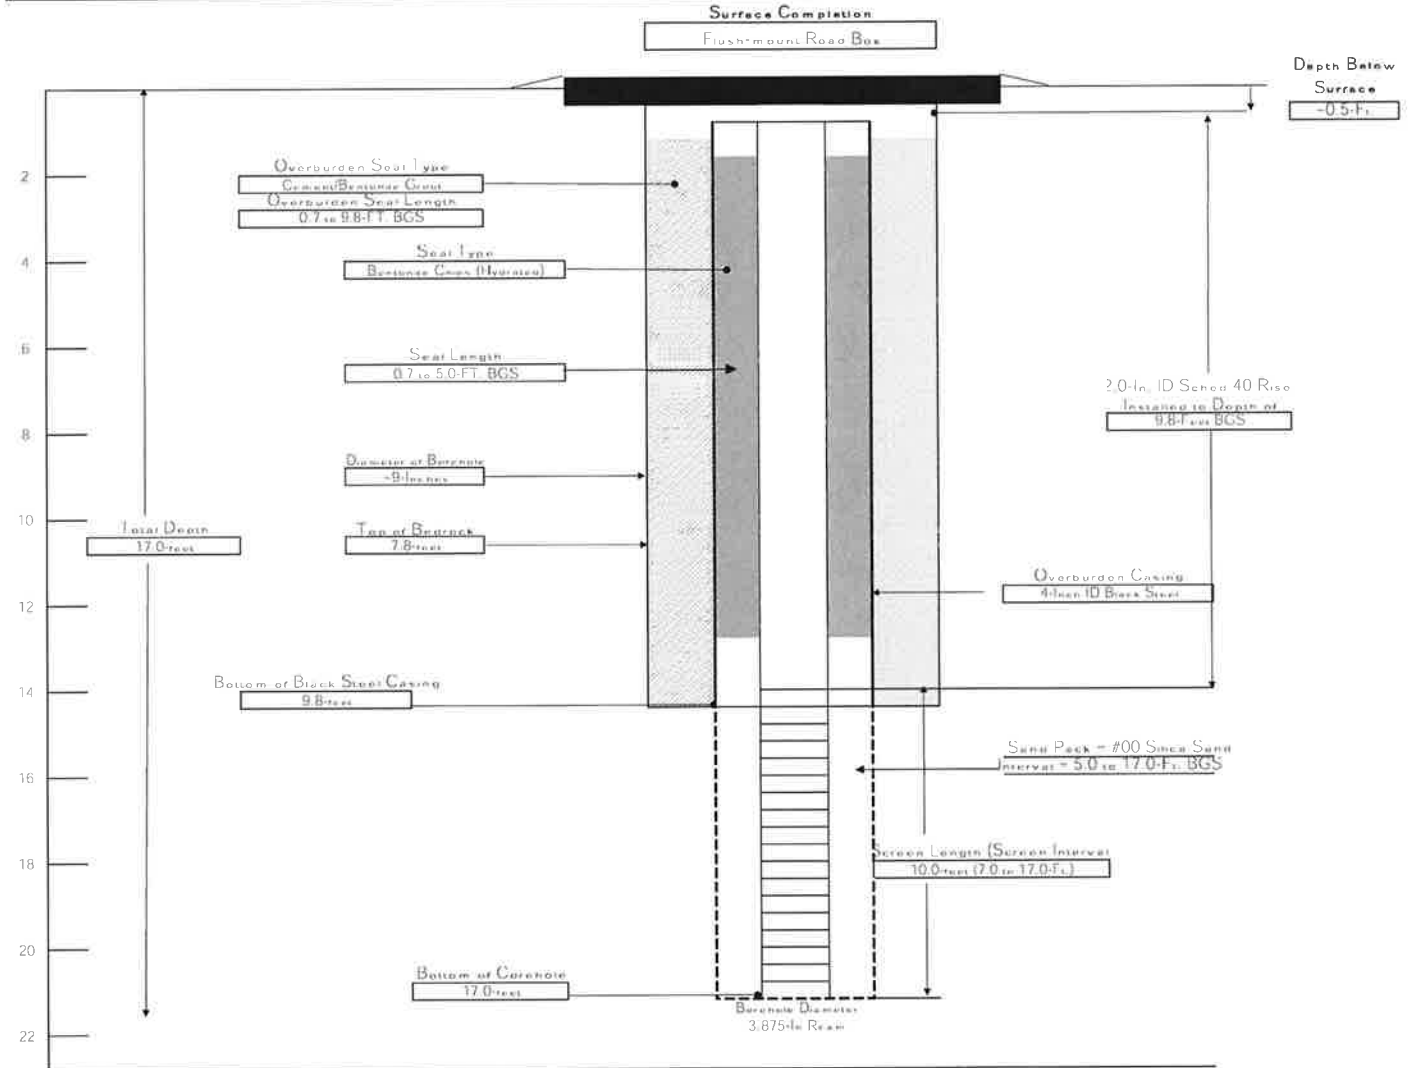 Surface Completion
Flush-mount Road Box
Depth Below
Surface
~0.5-Ft.
2
Overburden Seal Type
Cement/Bentonite Grout
Overburden Seal Length
0.7 to 9.8-FT. BGS
4
Seal Type
Bentonite Chips (Hydrated)
6
Seal Length
0.7 to 5.0-FT. BGS
2.0-In. ID Sched 40 Rise
Installed to Depth of
9.8-Feet BGS
8
Diameter of Borehole
~9-Inches
10
Total Depth
17.0-feet
Top of Bedrock
7.8-feet
12
Overburden Casing
4-Inch ID Black Steel
14
Bottom of Black Steel Casing
9.8-feet
16
Sand Pack = #00 Silica Sand
Interval = 5.0 to 17.0-Ft. BGS
18
Screen Length (Screen Interval
10.0-feet (7.0 to 17.0-Ft.)
20
Bottom of Corehole
17.0-feet
Borehole Diameter
3.875-In Ream
22